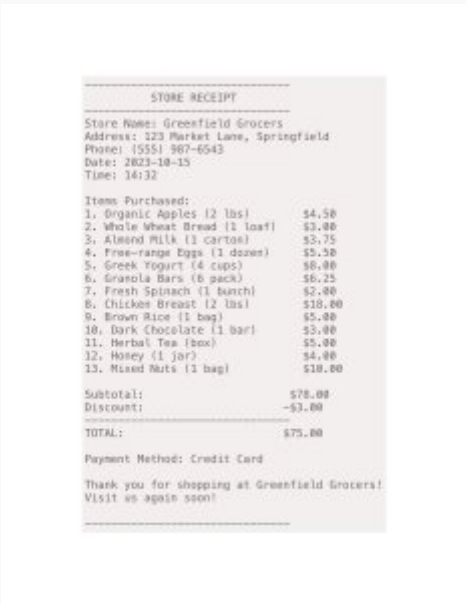 STORE RECEIPT
Store Name: Greenfield Grocers
Address: 123 Market Lane, Springfield
Phone: (555) 987-6543
Date: 2023-10-15
Time: 14:32
Items Purchased:
1. Organic Apples (2 lbs) $4.50
2. Whole Wheat Bread (1 loaf) $3.00
3. Almond Milk (1 carton) $3.75
4. Free-range Eggs (1 dozen) $5.50
5. Greek Yogurt (4 cups) $8.00
6. Granola Bars (6 pack) $6.25
7. Fresh Spinach (1 bunch) $2.00
8. Chicken Breast (2 lbs) $18.00
9. Brown Rice (1 bag) $5.00
10. Dark Chocolate (1 bar) $3.00
11. Herbal Tea (box) $5.00
12. Honey (1 jar) $4.00
13. Mixed Nuts (1 bag) $10.00
Subtotal: $78.00
Discount: -$3.00
TOTAL: $75.00
Payment Method: Credit Card
Thank you for shopping at Greenfield Grocers!
Visit us again soon!